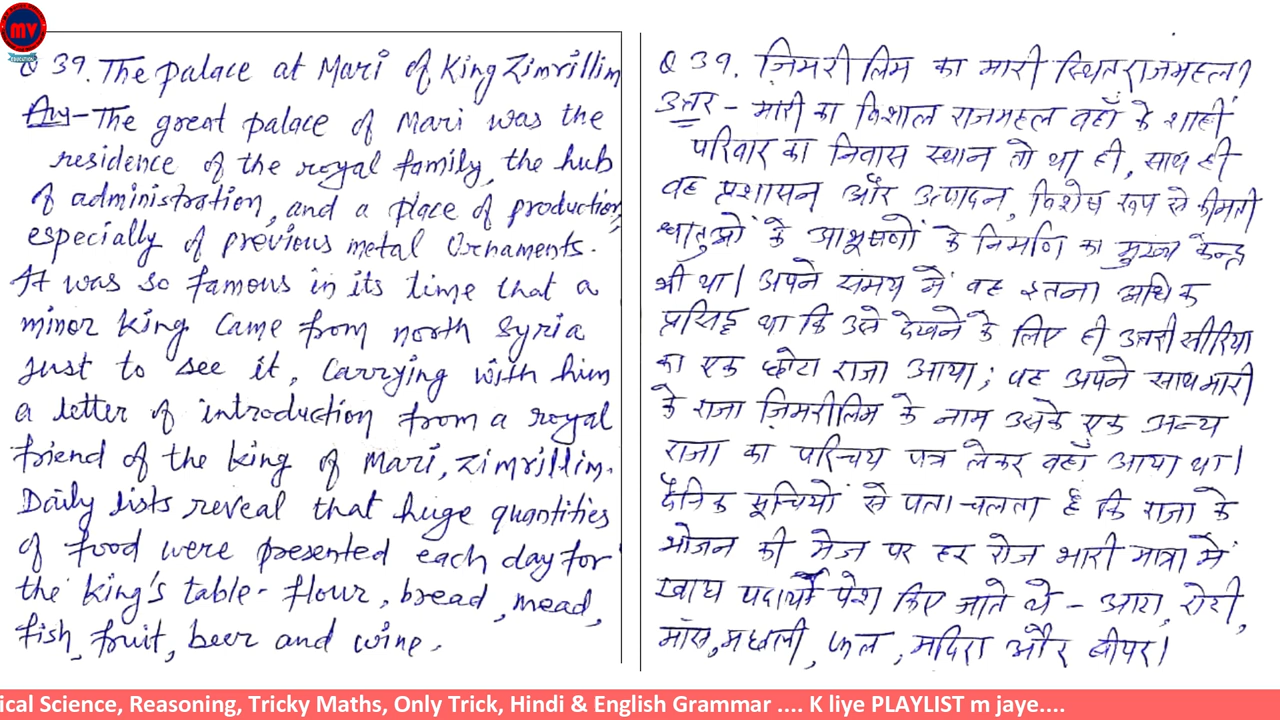 mv
EDUCATION
Q 39. The palace at Mari of King Zimrillim
Ans - The great palace of Mari was the
residence of the royal family, the hub
of administration, and a place of production,
especially of previous metal ornaments.
It was so famous in its time that a
minor king came from north Syria
just to see it, carrying with him
a letter of introduction from a royal
friend of the king of Mari, Zimrillim.
Daily lists reveal that huge quantities
of food were presented each day for
the king's table - flour, bread, mead,
fish, fruit, beer and wine.
Q 39. ज़िमरीलिम का मारी स्थित राजमहल?
उत्तर - मारी का विशाल राजमहल वहाँ के शाही
परिवार का निवास स्थान तो था ही, साथ ही
वह प्रशासन और उत्पादन, विशेष रूप से कीमती
धातुओं के आभूषणों के निर्माण का मुख्य केन्द्र
भी था। अपने समय में वह इतना अधिक
प्रसिद्ध था कि उसे देखने के लिए ही उत्तरी सीरिया
का एक छोटा राजा आया; वह अपने साथ मारी
के राजा ज़िमरीलिम के नाम उसके एक अन्य
राजा का परिचय पत्र लेकर वहाँ आया था।
दैनिक सूचियों से पता चलता है कि राजा के
भोजन की मेज पर हर रोज भारी मात्रा में
खाद्य पदार्थ पेश किए जाते थे - आटा, रोटी,
माँस, मछली, फल, मदिरा और बीयर।
ical Science, Reasoning, Tricky Maths, Only Trick, Hindi & English Grammar .... K liye PLAYLIST m jaye....